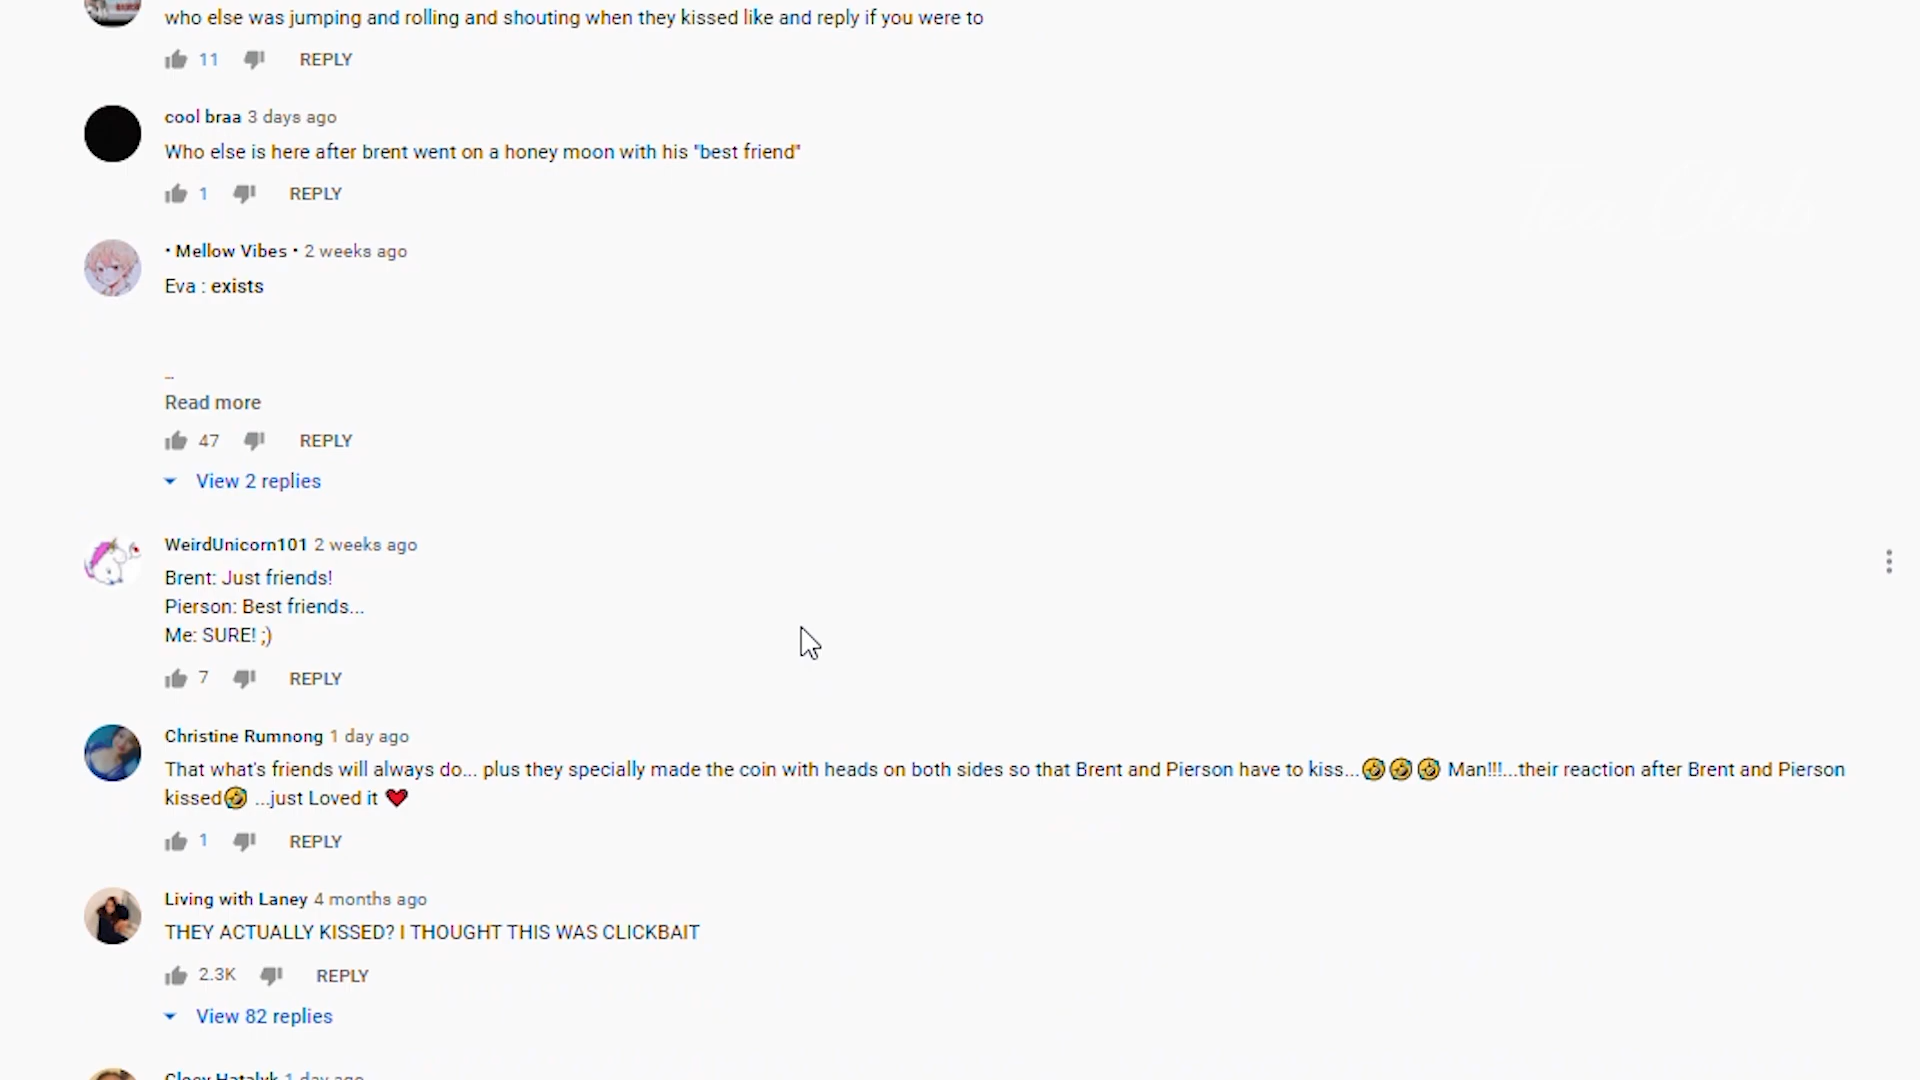 who else was jumping and rolling and shouting when they kissed like and reply if you were to
11 REPLY
cool braa 3 days ago
Who else is here after brent went on a honey moon with his "best friend"
1 REPLY
Tea Club
• Mellow Vibes • 2 weeks ago
Eva : exists
...
Read more
47 REPLY
View 2 replies
WeirdUnicorn101 2 weeks ago
Brent: Just friends!
Pierson: Best friends...
Me: SURE! ;)
7 REPLY
Christine Rumnong 1 day ago
That what's friends will always do... plus they specially made the coin with heads on both sides so that Brent and Pierson have to kiss...🤣🤣🤣 Man!!!...their reaction after Brent and Pierson
kissed🤣 ...just Loved it ❤️
1 REPLY
Living with Laney 4 months ago
THEY ACTUALLY KISSED? I THOUGHT THIS WAS CLICKBAIT
2.3K REPLY
View 82 replies
1 day ago